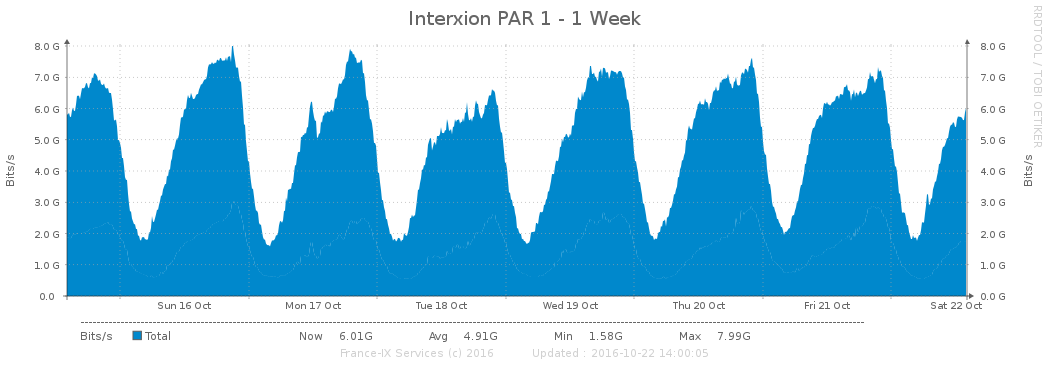 Interxion PAR 1 - 1 Week
RRDTOOL / TOBI OETIKER
Bits/s
8.0 G 8.0 G
7.0 G 7.0 G
6.0 G 6.0 G
5.0 G 5.0 G
4.0 G 4.0 G
3.0 G 3.0 G
2.0 G 2.0 G
1.0 G 1.0 G
0.0 0.0 G
Bits/s
Sun 16 Oct Mon 17 Oct Tue 18 Oct Wed 19 Oct Thu 20 Oct Fri 21 Oct Sat 22 Oct
Bits/s Total Now 6.01G Avg 4.91G Min 1.58G Max 7.99G
France-IX Services (c) 2016 Updated : 2016-10-22 14:00:05